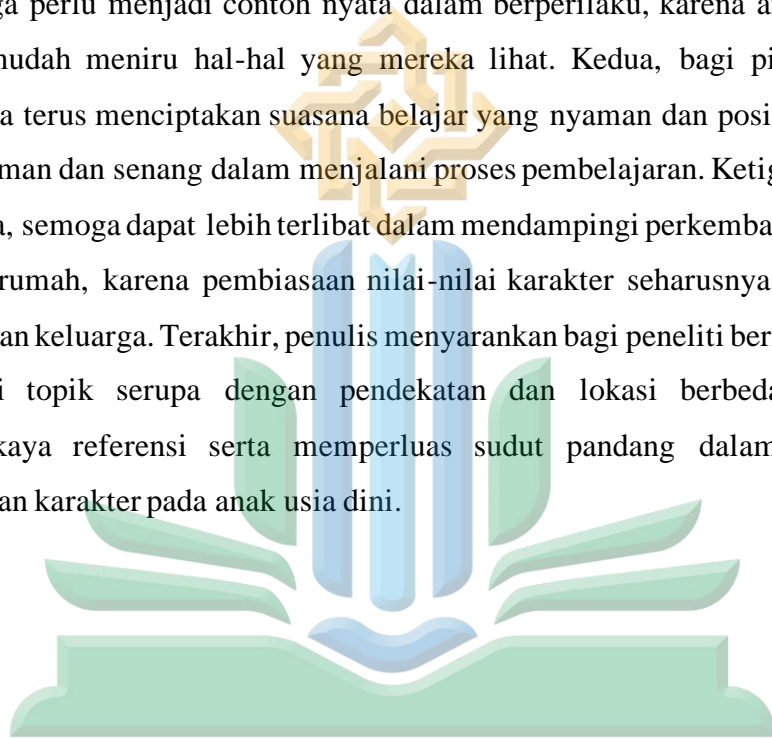 ga perlu menjadi contoh nyata dalam berperilaku, karena a
mudah meniru hal-hal yang mereka lihat. Kedua, bagi pi
a terus menciptakan suasana belajar yang nyaman dan posi
man dan senang dalam menjalani proses pembelajaran. Ketig
a, semoga dapat lebih terlibat dalam mendampingi perkemba
rumah, karena pembiasaan nilai-nilai karakter seharusnya
an keluarga. Terakhir, penulis menyarankan bagi peneliti ber
i topik serupa dengan pendekatan dan lokasi berbeda
kaya referensi serta memperluas sudut pandang dalam
an karakter pada anak usia dini.